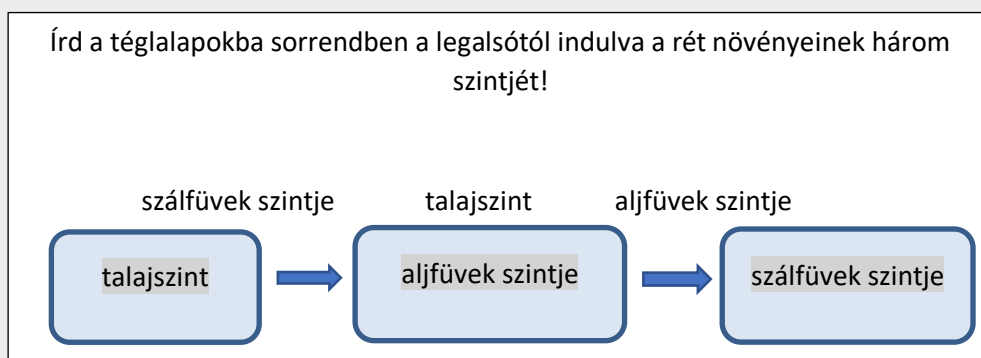 Írd a téglalapokba sorrendben a legalsótól indulva a rét növényeinek három
szintjét!
szálfüvek szintje talajszint aljfüvek szintje
talajszint aljfüvek szintje szálfüvek szintje